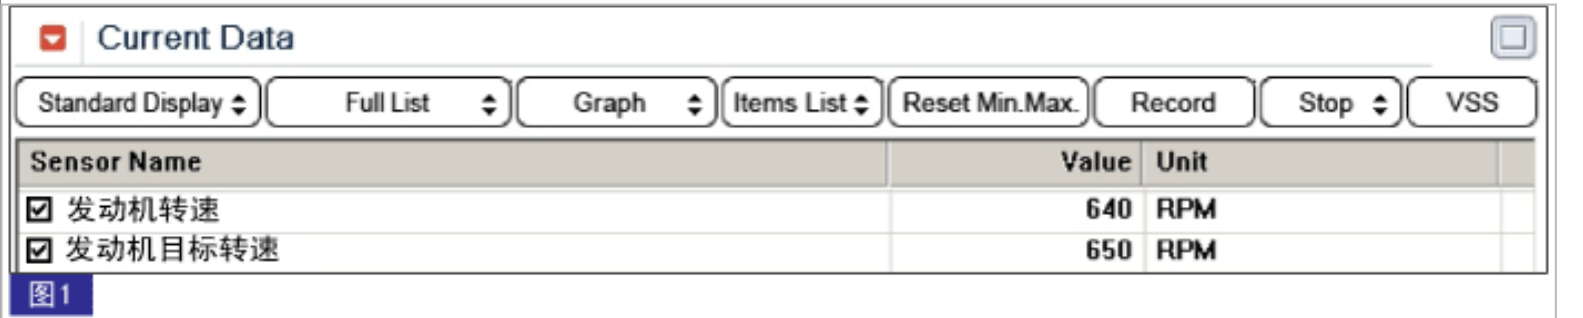 Current Data
Standard Display Full List Graph Items List Reset Min.Max. Record Stop VSS
Sensor Name Value Unit
发动机转速 640 RPM
发动机目标转速 650 RPM
图1